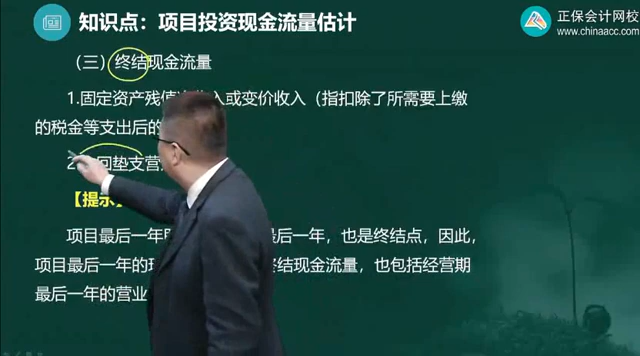 知识点：项目投资现金流量估计
正保会计网校
www.chinaacc.com
（三）终结现金流量
1.固定资产残值 收入或变价收入（指扣除了所需要上缴
的税金等支出后的
2. 回垫支营
【提示
项目最后一年 最后一年，也是终结点，因此，
项目最后一年的 终结现金流量，也包括经营期
最后一年的营业